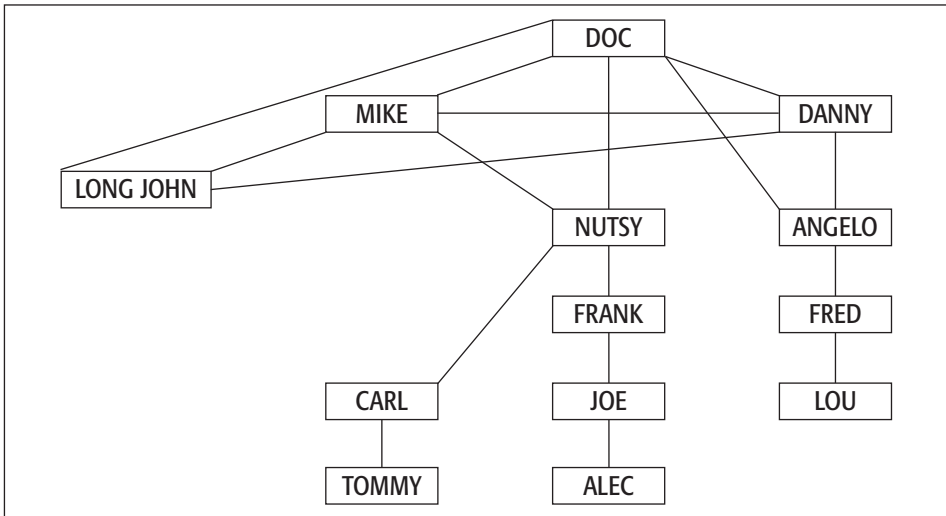 DOC
MIKE
DANNY
LONG JOHN
NUTSY
ANGELO
FRANK
FRED
CARL
JOE
LOU
TOMMY
ALEC